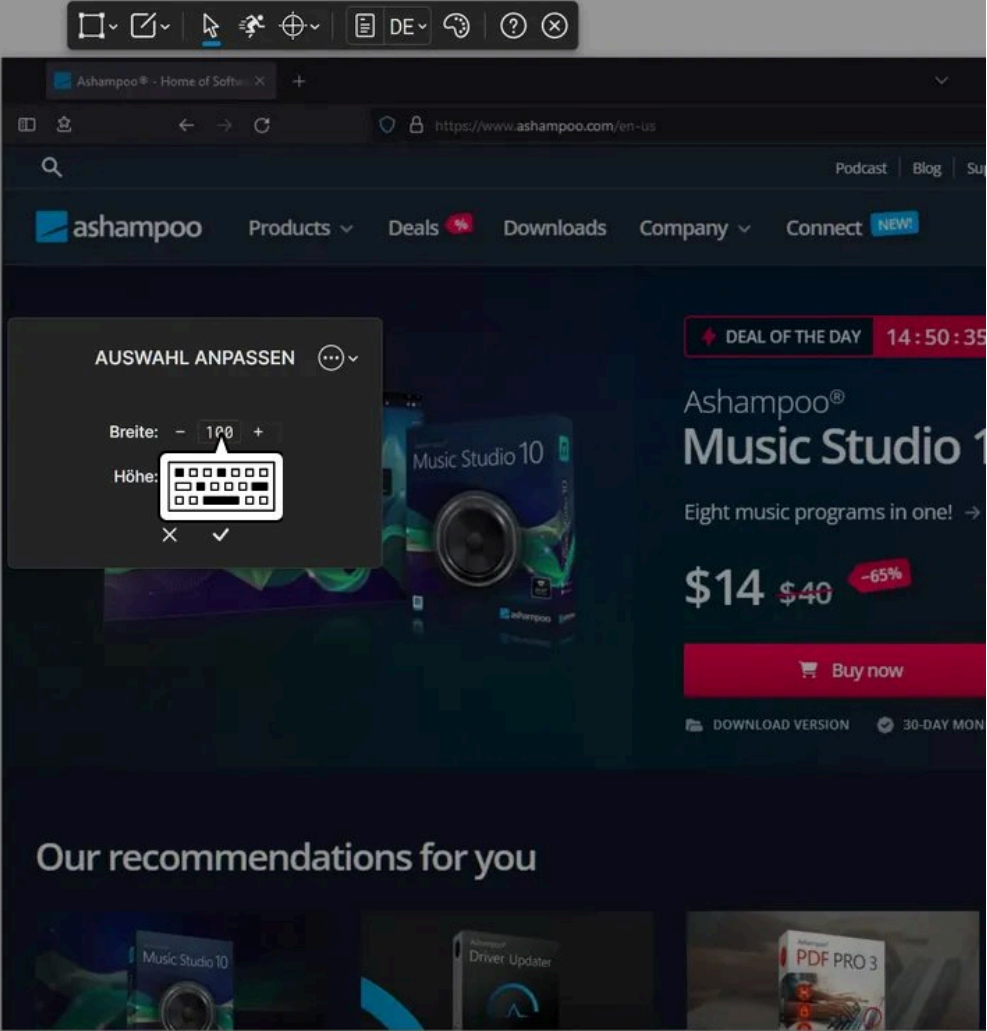 DE
Ashampoo® - Home of Softw
https://www.ashampoo.com/en-us
Podcast Blog Sup
ashampoo Products Deals % Downloads Company Connect NEW!
DEAL OF THE DAY 14:50:35
AUSWAHL ANPASSEN
Ashampoo®
Music Studio 1
Breite: - 100 +
Music Studio 10
Höhe:
Eight music programs in one! →
$14 $40 -65%
ashampoo
Buy now
DOWNLOAD VERSION 30-DAY MON
Our recommendations for you
Music Studio 10
Driver Updater
PDF PRO 3